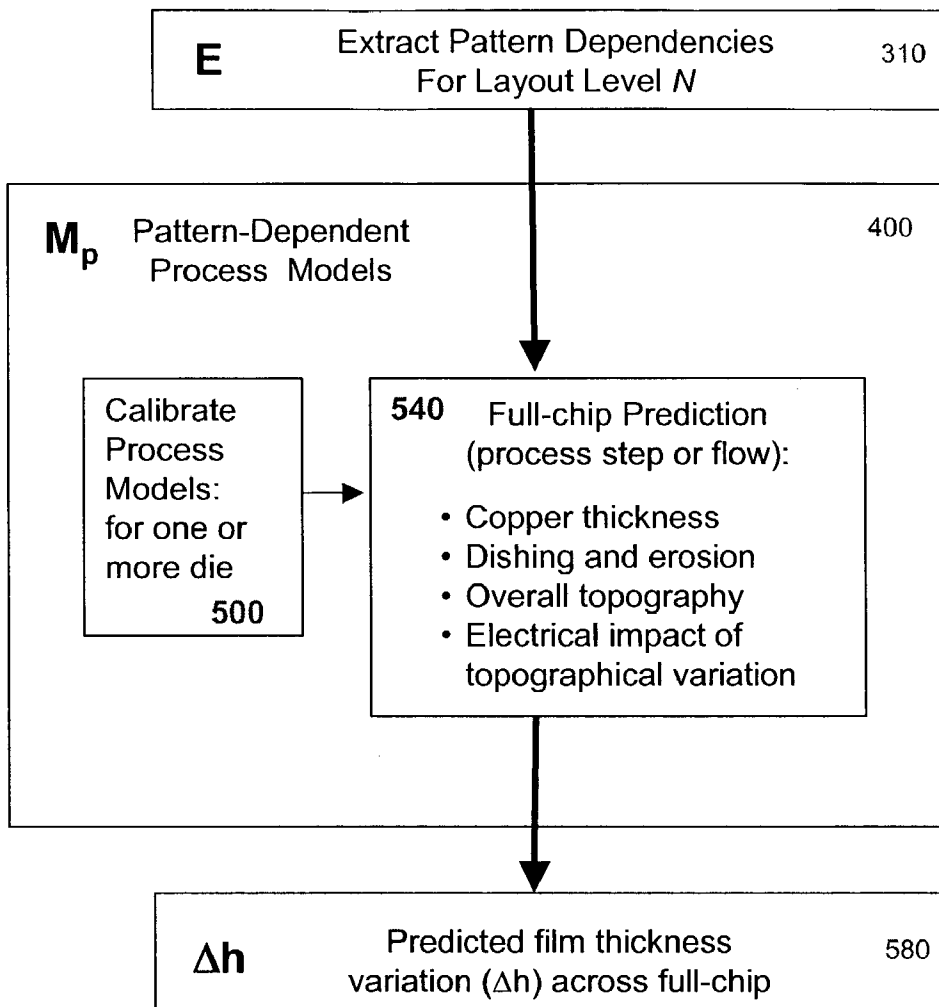 E Extract Pattern Dependencies 310
For Layout Level N
Mp Pattern-Dependent 400
Process Models
Calibrate
Process
Models:
for one or
more die
500
540 Full-chip Prediction
(process step or flow):
• Copper thickness
• Dishing and erosion
• Overall topography
• Electrical impact of
topographical variation
Δh Predicted film thickness 580
variation (Δh) across full-chip